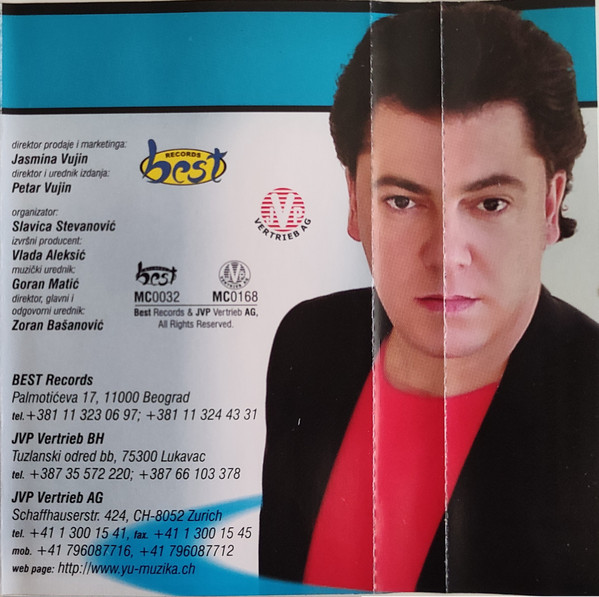 direktor prodaje i marketinga:
Jasmina Vujin
direktor i urednik izdanja:
Petar Vujin
RECORDS
best
organizator:
Slavica Stevanović
izvršni producent:
Vlada Aleksić
muzički urednik:
Goran Matić
direktor, glavni i
odgovorni urednik:
Zoran Bašanović
JVP
VERTRIEB AG
best
JVP
MC0032 MC0168
Best Records & JVP Vertrieb AG,
All Rights Reserved.
BEST Records
Palmotićeva 17, 11000 Beograd
tel. +381 11 323 06 97; +381 11 324 43 31
JVP Vertrieb BH
Tuzlanski odred bb, 75300 Lukavac
tel. +387 35 572 220; +387 66 103 378
JVP Vertrieb AG
Schaffhauserstr. 424, CH-8052 Zurich
tel. +41 1 300 15 41, fax. +41 1 300 15 45
mob. +41 796087716, +41 796087712
web page: http://www.yu-muzika.ch